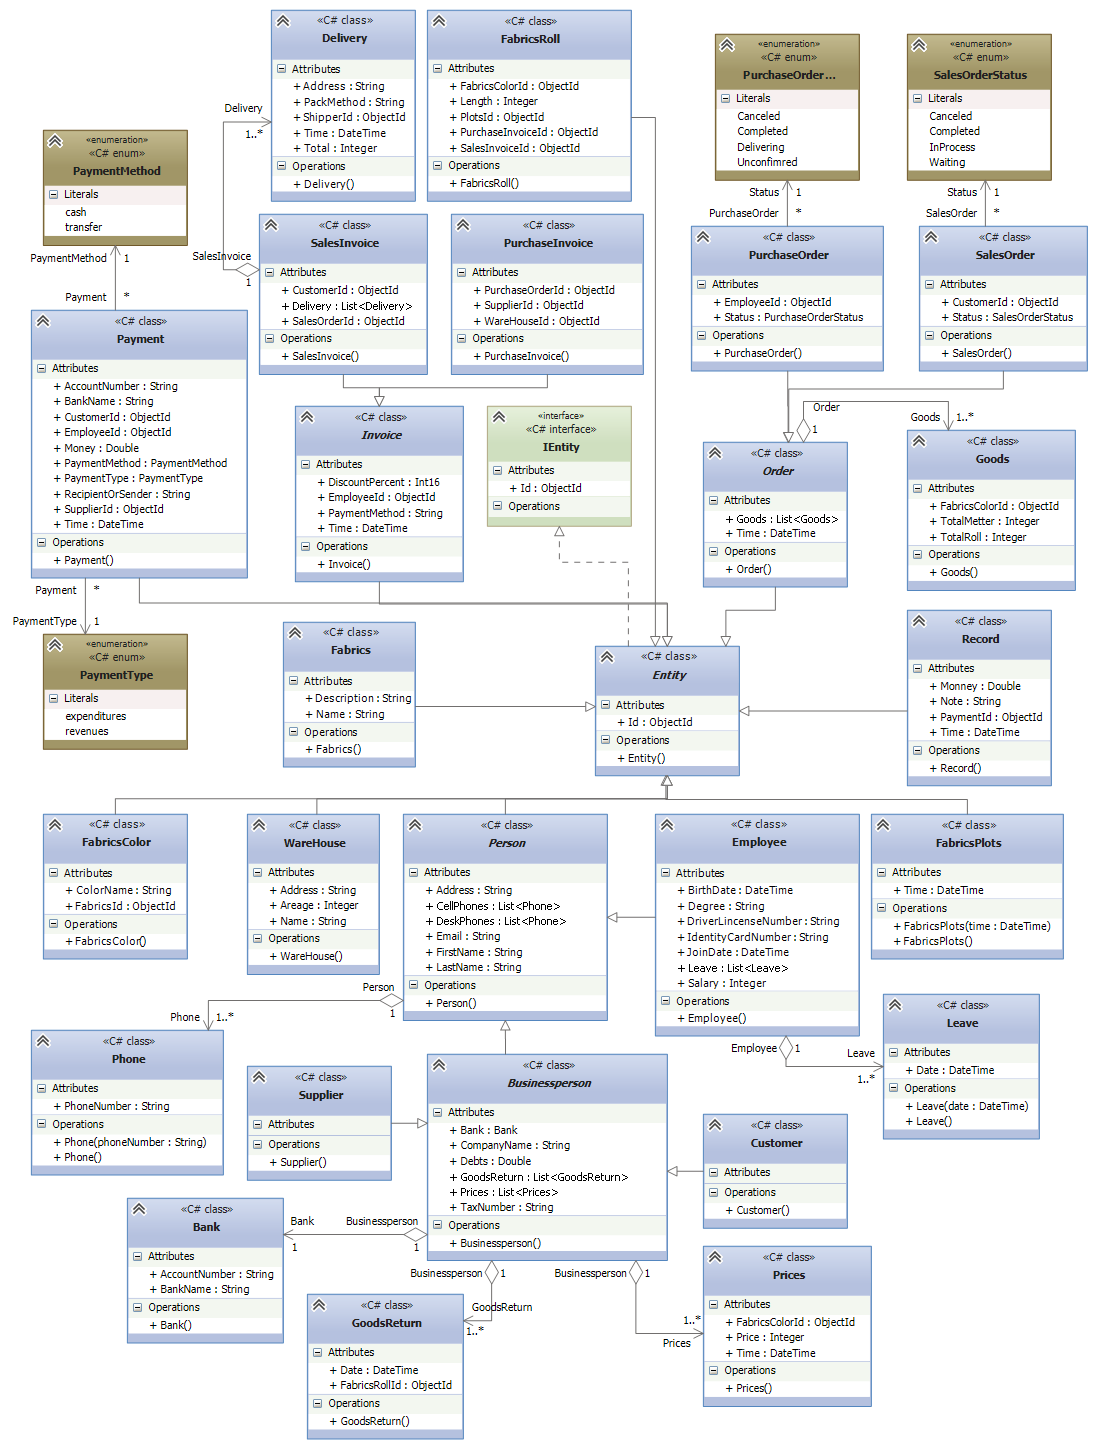 «C# class»
Delivery
Attributes
+ Address : String
+ PackMethod : String
+ ShipperId : ObjectId
+ Time : DateTime
+ Total : Integer
Operations
+ Delivery()
«C# class»
FabricsRoll
Attributes
+ FabricsColorId : ObjectId
+ Length : Integer
+ PlotsId : ObjectId
+ PurchaseInvoiceId : ObjectId
+ SalesInvoiceId : ObjectId
Operations
+ FabricsRoll()
«enumeration»
«C# enum»
PurchaseOrder...
Literals
Canceled
Completed
Delivering
Unconfimred
«enumeration»
«C# enum»
SalesOrderStatus
Literals
Canceled
Completed
InProcess
Waiting
Delivery
1..*
SalesInvoice
1
Status 1
PurchaseOrder *
Status 1
SalesOrder *
«enumeration»
«C# enum»
PaymentMethod
Literals
cash
transfer
PaymentMethod 1
Payment *
«C# class»
SalesInvoice
Attributes
+ CustomerId : ObjectId
+ Delivery : List<Delivery>
+ SalesOrderId : ObjectId
Operations
+ SalesInvoice()
«C# class»
PurchaseInvoice
Attributes
+ PurchaseOrderId : ObjectId
+ SupplierId : ObjectId
+ WareHouseId : ObjectId
Operations
+ PurchaseInvoice()
«C# class»
PurchaseOrder
Attributes
+ EmployeeId : ObjectId
+ Status : PurchaseOrderStatus
Operations
+ PurchaseOrder()
«C# class»
SalesOrder
Attributes
+ CustomerId : ObjectId
+ Status : SalesOrderStatus
Operations
+ SalesOrder()
«C# class»
Payment
Attributes
+ AccountNumber : String
+ BankName : String
+ CustomerId : ObjectId
+ EmployeeId : ObjectId
+ Money : Double
+ PaymentMethod : PaymentMethod
+ PaymentType : PaymentType
+ RecipientOrSender : String
+ SupplierId : ObjectId
+ Time : DateTime
Operations
+ Payment()
«C# class»
Invoice
Attributes
+ DiscountPercent : Int16
+ EmployeeId : ObjectId
+ PaymentMethod : String
+ Time : DateTime
Operations
+ Invoice()
«interface»
«C# interface»
IEntity
Attributes
+ Id : ObjectId
Operations
Order
1
Goods 1..*
«C# class»
Order
Attributes
+ Goods : List<Goods>
+ Time : DateTime
Operations
+ Order()
«C# class»
Goods
Attributes
+ FabricsColorId : ObjectId
+ TotalMetter : Integer
+ TotalRoll : Integer
Operations
+ Goods()
Payment *
PaymentType 1
«enumeration»
«C# enum»
PaymentType
Literals
expenditures
revenues
«C# class»
Fabrics
Attributes
+ Description : String
+ Name : String
Operations
+ Fabrics()
«C# class»
Entity
Attributes
+ Id : ObjectId
Operations
+ Entity()
«C# class»
Record
Attributes
+ Monney : Double
+ Note : String
+ PaymentId : ObjectId
+ Time : DateTime
Operations
+ Record()
«C# class»
FabricsColor
Attributes
+ ColorName : String
+ FabricsId : ObjectId
Operations
+ FabricsColor()
«C# class»
WareHouse
Attributes
+ Address : String
+ Areage : Integer
+ Name : String
Operations
+ WareHouse()
«C# class»
Person
Attributes
+ Address : String
+ CellPhones : List<Phone>
+ DeskPhones : List<Phone>
+ Email : String
+ FirstName : String
+ LastName : String
Operations
+ Person()
«C# class»
Employee
Attributes
+ BirthDate : DateTime
+ Degree : String
+ DriverLincenseNumber : String
+ IdentityCardNumber : String
+ JoinDate : DateTime
+ Leave : List<Leave>
+ Salary : Integer
Operations
+ Employee()
«C# class»
FabricsPlots
Attributes
+ Time : DateTime
Operations
+ FabricsPlots(time : DateTime)
+ FabricsPlots()
Person
1
Phone 1..*
Employee 1
Leave
1..*
«C# class»
Phone
Attributes
+ PhoneNumber : String
Operations
+ Phone(phoneNumber : String)
+ Phone()
«C# class»
Supplier
Attributes
Operations
+ Supplier()
«C# class»
Businessperson
Attributes
+ Bank : Bank
+ CompanyName : String
+ Debts : Double
+ GoodsReturn : List<GoodsReturn>
+ Prices : List<Prices>
+ TaxNumber : String
Operations
+ Businessperson()
«C# class»
Leave
Attributes
+ Date : DateTime
Operations
+ Leave(date : DateTime)
+ Leave()
«C# class»
Customer
Attributes
Operations
+ Customer()
«C# class»
Bank
Attributes
+ AccountNumber : String
+ BankName : String
Operations
+ Bank()
Bank Businessperson
1 1
Businessperson 1
GoodsReturn
1..*
Businessperson 1
1..*
Prices
«C# class»
GoodsReturn
Attributes
+ Date : DateTime
+ FabricsRollId : ObjectId
Operations
+ GoodsReturn()
«C# class»
Prices
Attributes
+ FabricsColorId : ObjectId
+ Price : Integer
+ Time : DateTime
Operations
+ Prices()